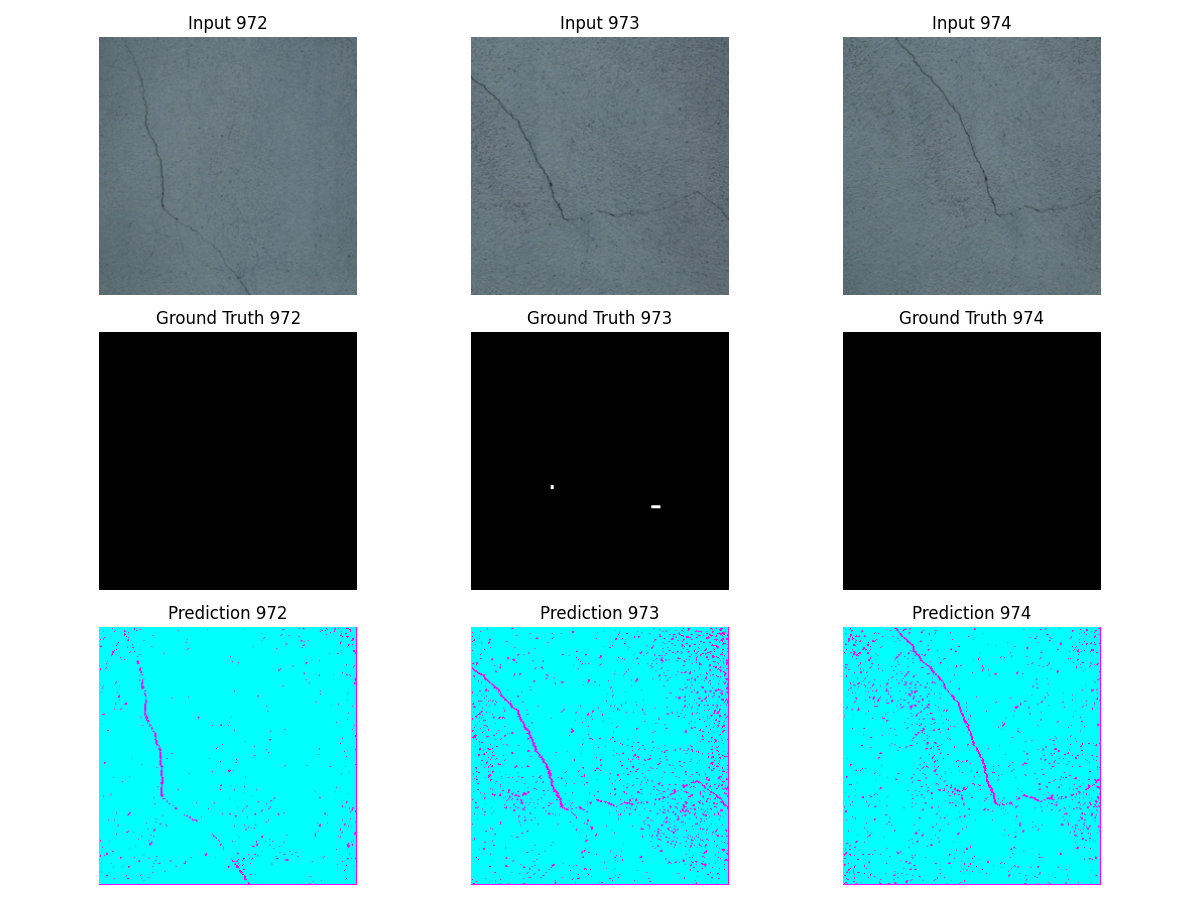 Input 972
Input 973
Input 974
Ground Truth 972
Ground Truth 973
Ground Truth 974
Prediction 972
Prediction 973
Prediction 974